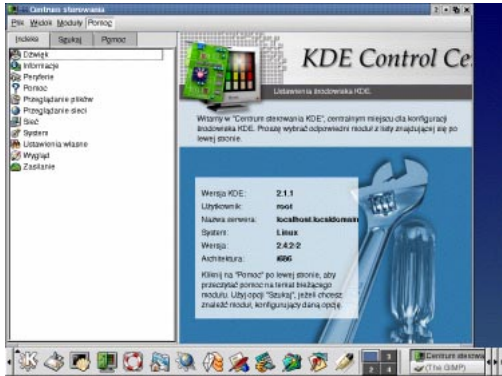 Centrum sterowania
Plik Widok Moduły Pomoc
Indeks Szukaj Pomoc
Dźwięk
Informacje
Peryferie
Pomoc
Przeglądanie plików
Przeglądanie sieci
Sieć
System
Ustawienia własne
Wygląd
Zasilanie
KDE Control Ce
Ustawienia środowiska KDE.
Witamy w "Centrum sterowania KDE", centralnym miejscu dla konfiguracji
środowiska KDE. Proszę wybrać odpowiedni moduł z listy znajdującej się po
lewej stronie.
Wersja KDE: 2.1.1
Użytkownik: root
Nazwa serwera: localhost.localdomain
System: Linux
Wersja: 2.4.2-2
Architektura: i686
Kliknij na "Pomoc" po lewej stronie, aby
przeczytać pomoc na temat bieżącego
modułu. Użyj opcji "Szukaj", jeżeli chcesz
znaleźć moduł, konfigurujący daną opcję.
1 3
2 4
Centrum sterowa
(The GIMP)